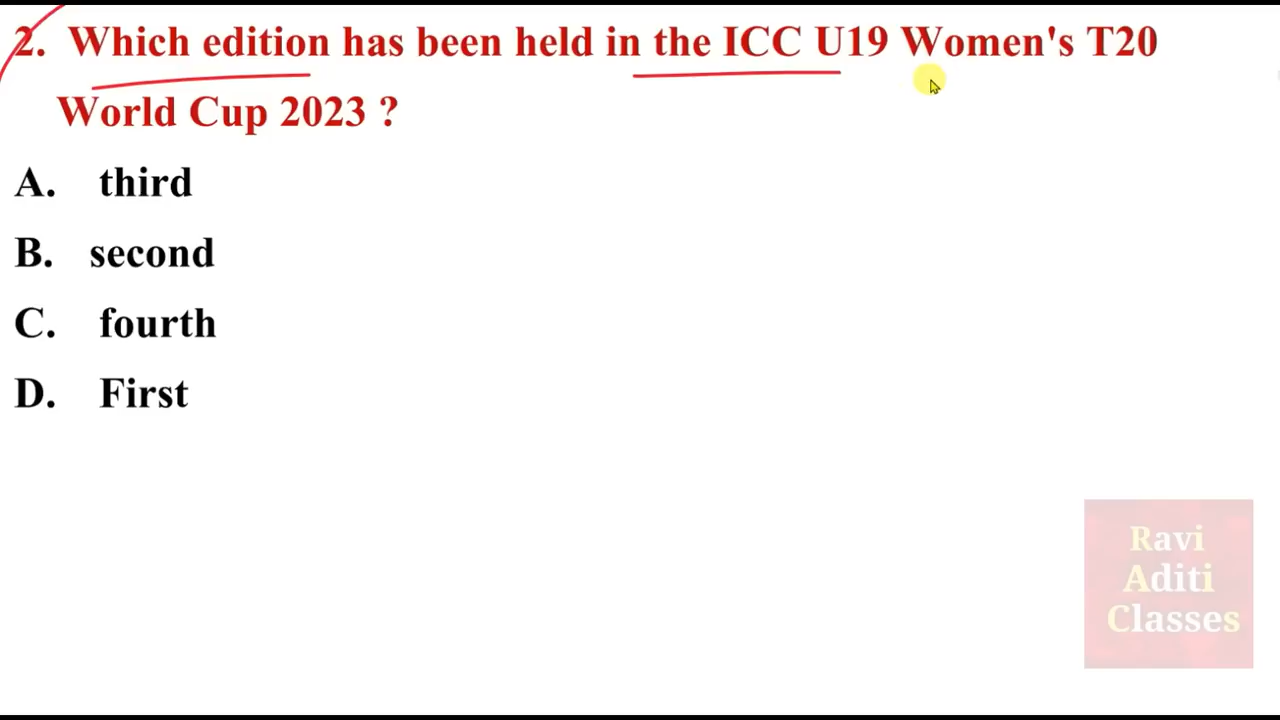 2. Which edition has been held in the ICC U19 Women's T20
World Cup 2023 ?
A. third
B. second
C. fourth
D. First
Ravi
Aditi
Classes